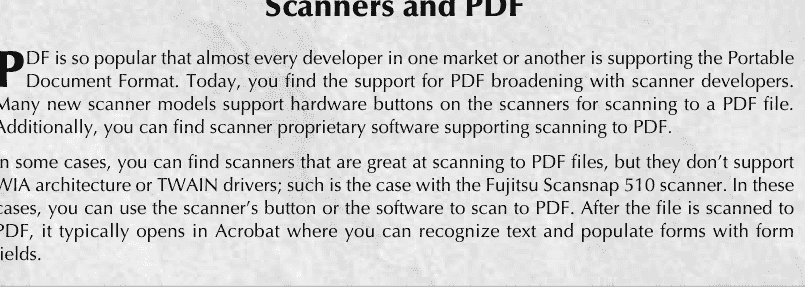 Scanners and PDF
PDF is so popular that almost every developer in one market or another is supporting the Portable
Document Format. Today, you find the support for PDF broadening with scanner developers.
Many new scanner models support hardware buttons on the scanners for scanning to a PDF file.
Additionally, you can find scanner proprietary software supporting scanning to PDF.
In some cases, you can find scanners that are great at scanning to PDF files, but they don’t support
WIA architecture or TWAIN drivers; such is the case with the Fujitsu Scansnap 510 scanner. In these
cases, you can use the scanner’s button or the software to scan to PDF. After the file is scanned to
PDF, it typically opens in Acrobat where you can recognize text and populate forms with form
fields.